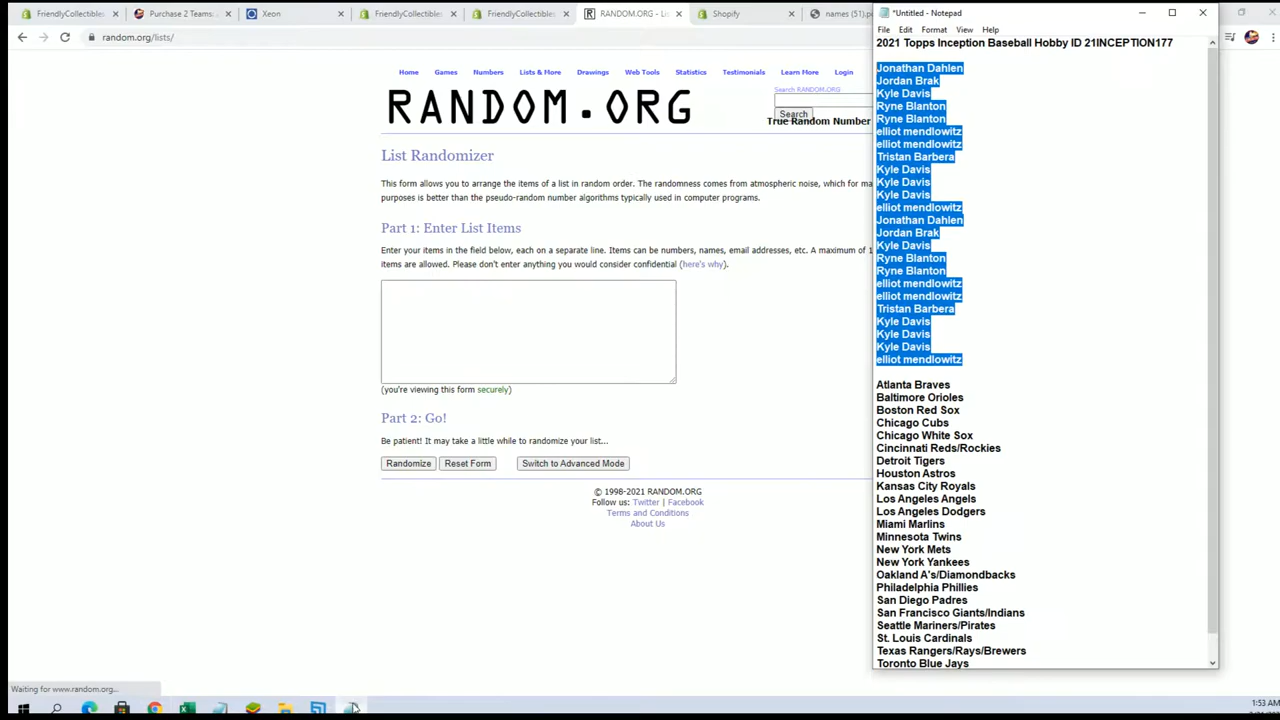 FriendlyCollectibles
Purchase 2 Teams:
Xeon
FriendlyCollectibles
FriendlyCollectibles
RANDOM.ORG - Li
Shopify
names (51).p
random.org/lists/
Home
Games
Numbers
Lists & More
Drawings
Web Tools
Statistics
Testimonials
Learn More
Login
Search RANDOM.ORG
RANDOM.ORG
Search
True Random Number
List Randomizer
This form allows you to arrange the items of a list in random order. The randomness comes from atmospheric noise, which for ma
purposes is better than the pseudo-random number algorithms typically used in computer programs.
Part 1: Enter List Items
Enter your items in the field below, each on a separate line. Items can be numbers, names, email addresses, etc. A maximum of 1
items are allowed. Please don't enter anything you would consider confidential (here's why).
(you're viewing this form securely)
Part 2: Go!
Be patient! It may take a little while to randomize your list...
Randomize
Reset Form
Switch to Advanced Mode
© 1998-2021 RANDOM.ORG
Follow us: Twitter | Facebook
Terms and Conditions
About Us
Waiting for www.random.org...
*Untitled - Notepad
File Edit Format View Help
2021 Topps Inception Baseball Hobby ID 21INCEPTION177
Jonathan Dahlen
Jordan Brak
Kyle Davis
Ryne Blanton
Ryne Blanton
elliot mendlowitz
elliot mendlowitz
Tristan Barbera
Kyle Davis
Kyle Davis
Kyle Davis
elliot mendlowitz
Jonathan Dahlen
Jordan Brak
Kyle Davis
Ryne Blanton
Ryne Blanton
elliot mendlowitz
elliot mendlowitz
Tristan Barbera
Kyle Davis
Kyle Davis
Kyle Davis
elliot mendlowitz
Atlanta Braves
Baltimore Orioles
Boston Red Sox
Chicago Cubs
Chicago White Sox
Cincinnati Reds/Rockies
Detroit Tigers
Houston Astros
Kansas City Royals
Los Angeles Angels
Los Angeles Dodgers
Miami Marlins
Minnesota Twins
New York Mets
New York Yankees
Oakland A's/Diamondbacks
Philadelphia Phillies
San Diego Padres
San Francisco Giants/Indians
Seattle Mariners/Pirates
St. Louis Cardinals
Texas Rangers/Rays/Brewers
Toronto Blue Jays
1:53 AM